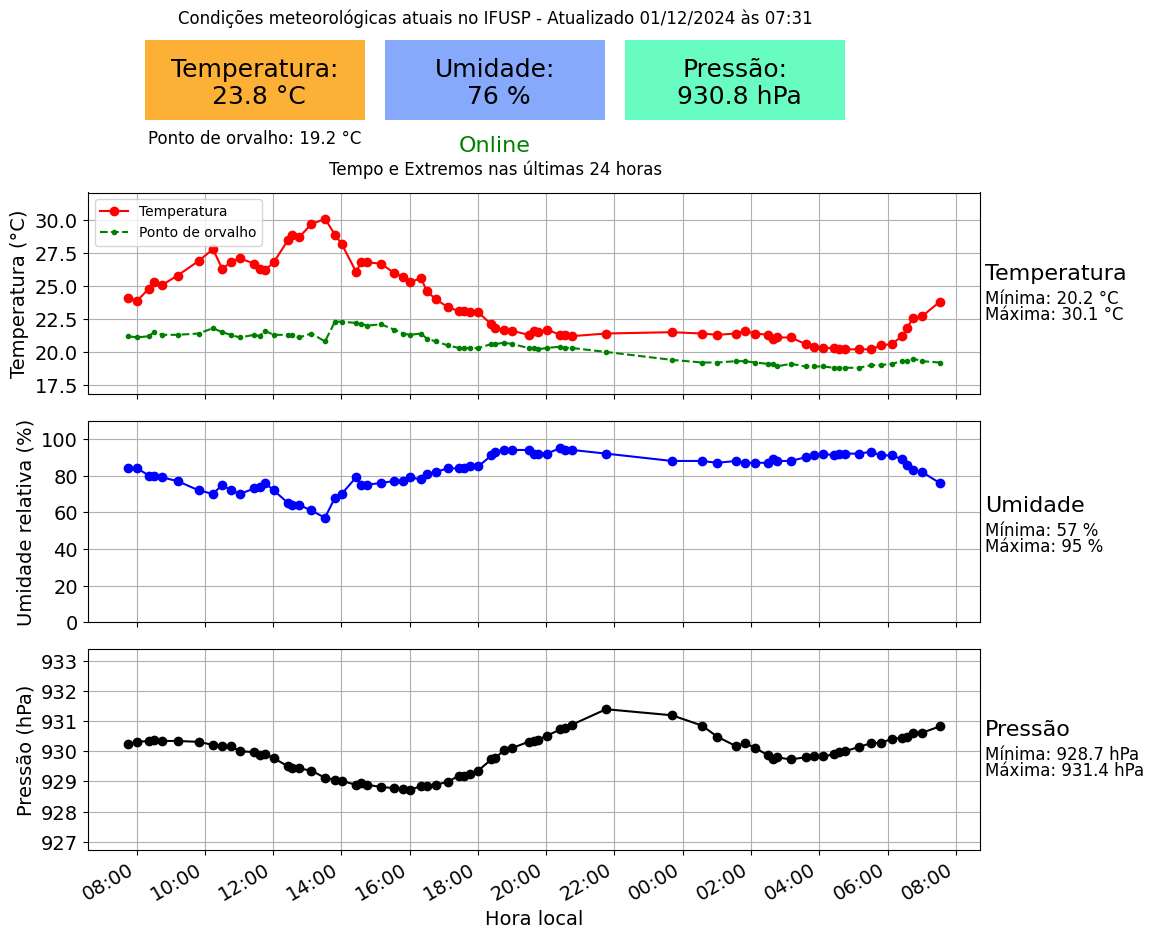 Condições meteorológicas atuais no IFUSP - Atualizado 01/12/2024 às 07:31
Temperatura:
23.8 °C
Umidade:
76 %
Pressão:
930.8 hPa
Ponto de orvalho: 19.2 °C
Online
Tempo e Extremos nas últimas 24 horas
Temperatura (°C)
30.0
27.5
25.0
22.5
20.0
17.5
Temperatura
Ponto de orvalho
Temperatura
Mínima: 20.2 °C
Máxima: 30.1 °C
Umidade relativa (%)
100
80
60
40
20
0
Umidade
Mínima: 57 %
Máxima: 95 %
Pressão (hPa)
933
932
931
930
929
928
927
Pressão
Mínima: 928.7 hPa
Máxima: 931.4 hPa
08:00 10:00 12:00 14:00 16:00 18:00 20:00 22:00 00:00 02:00 04:00 06:00 08:00
Hora local